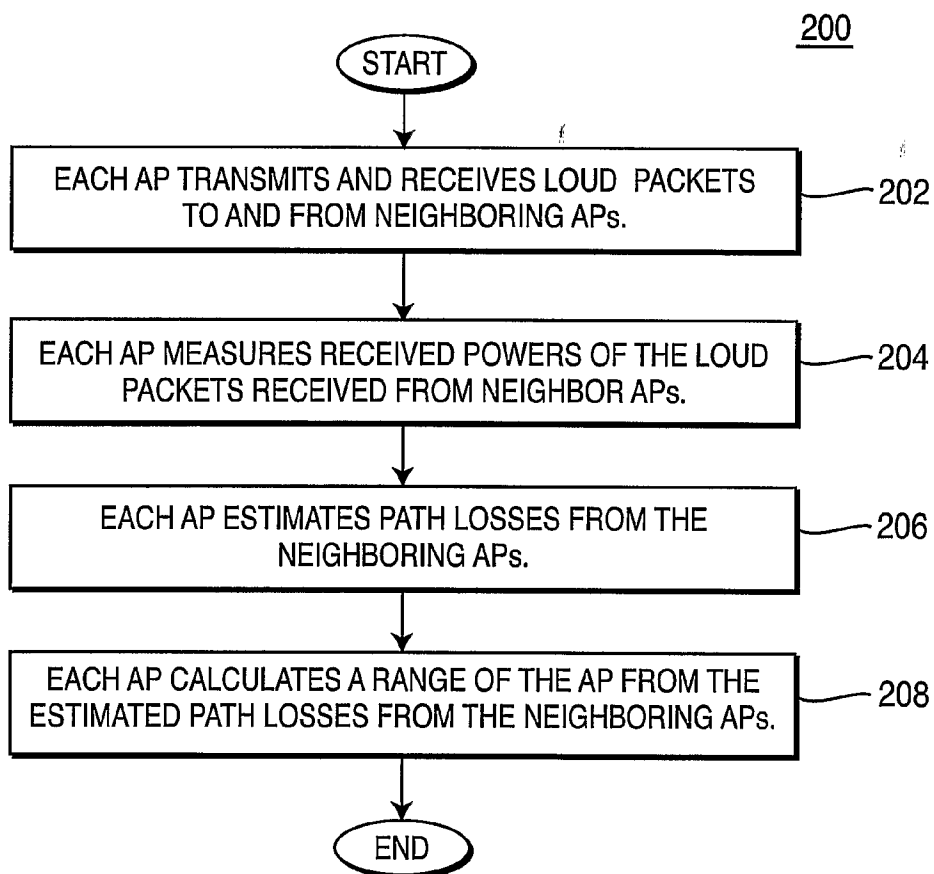 200
START
EACH AP TRANSMITS AND RECEIVES LOUD PACKETS
TO AND FROM NEIGHBORING APs.
202
EACH AP MEASURES RECEIVED POWERS OF THE LOUD
PACKETS RECEIVED FROM NEIGHBOR APs.
204
EACH AP ESTIMATES PATH LOSSES FROM THE
NEIGHBORING APs.
206
EACH AP CALCULATES A RANGE OF THE AP FROM THE
ESTIMATED PATH LOSSES FROM THE NEIGHBORING APs.
208
END